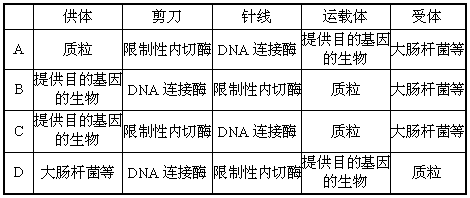 供体 剪刀 针线 运载体 受体
A 质粒 限制性内切酶 DNA 连接酶 提供目的基因的生物 大肠杆菌等
B 提供目的基因的生物 DNA 连接酶 限制性内切酶 质粒 大肠杆菌等
C 提供目的基因的生物 限制性内切酶 DNA 连接酶 质粒 大肠杆菌等
D 大肠杆菌等 DNA 连接酶 限制性内切酶 提供目的基因的生物 质粒